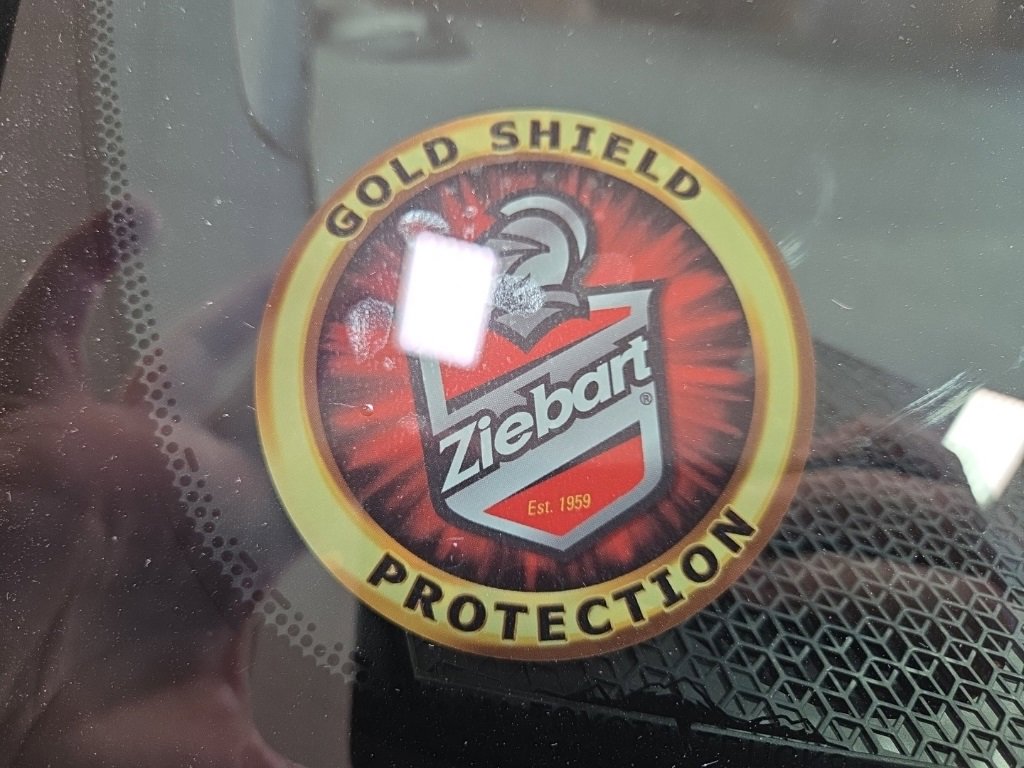 GOLD SHIELD
Ziebart®
Est. 1959
PROTECTION